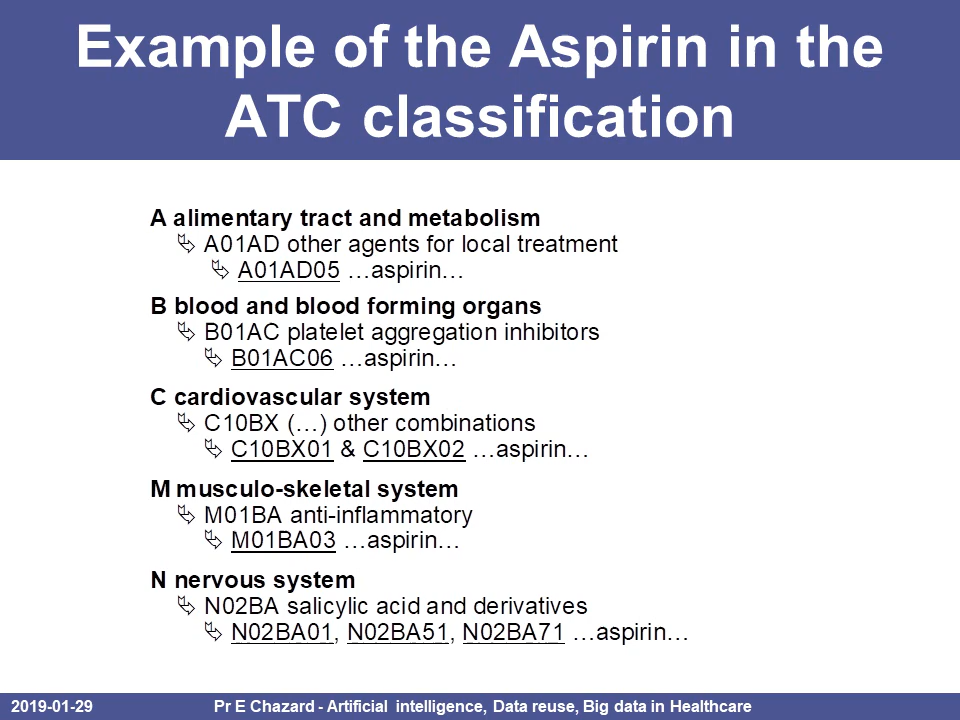 Example of the Aspirin in the
ATC classification
A alimentary tract and metabolism
A01AD other agents for local treatment
A01AD05 …aspirin…
B blood and blood forming organs
B01AC platelet aggregation inhibitors
B01AC06 …aspirin…
C cardiovascular system
C10BX (…) other combinations
C10BX01 & C10BX02 …aspirin…
M musculo-skeletal system
M01BA anti-inflammatory
M01BA03 …aspirin…
N nervous system
N02BA salicylic acid and derivatives
N02BA01, N02BA51, N02BA71 …aspirin…
2019-01-29 Pr E Chazard - Artificial intelligence, Data reuse, Big data in Healthcare